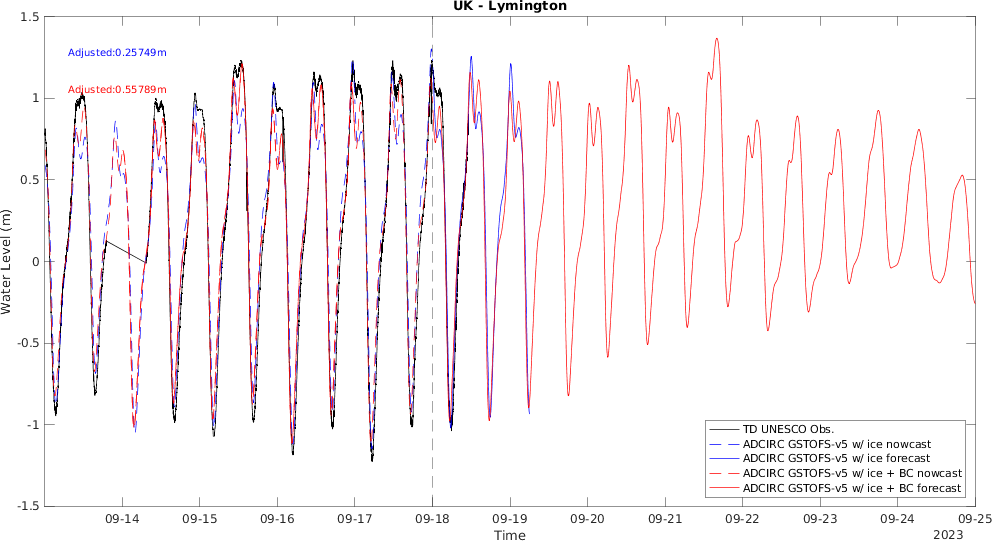 UK - Lymington
Adjusted:0.25749m
Adjusted:0.55789m
Water Level (m)
1.5
1
0.5
0
-0.5
-1
-1.5
TD UNESCO Obs.
ADCIRC GSTOFS-v5 w/ ice nowcast
ADCIRC GSTOFS-v5 w/ ice forecast
ADCIRC GSTOFS-v5 w/ ice + BC nowcast
ADCIRC GSTOFS-v5 w/ ice + BC forecast
09-14 09-15 09-16 09-17 09-18 09-19 09-20 09-21 09-22 09-23 09-24 09-25
Time
2023